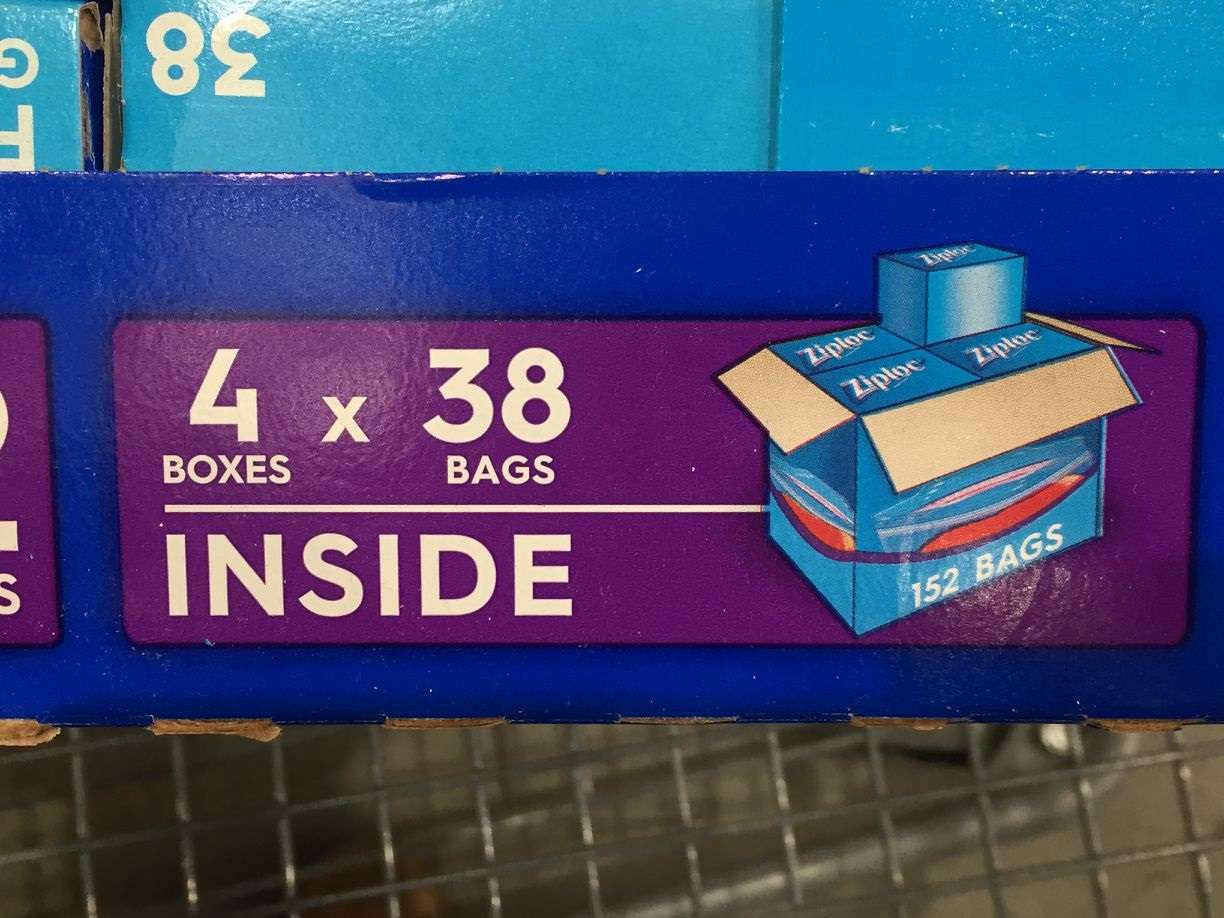 38
4 x 38
BOXES BAGS
INSIDE
Ziploc
Ziploc
Ziploc
Ziploc
152 BAGS